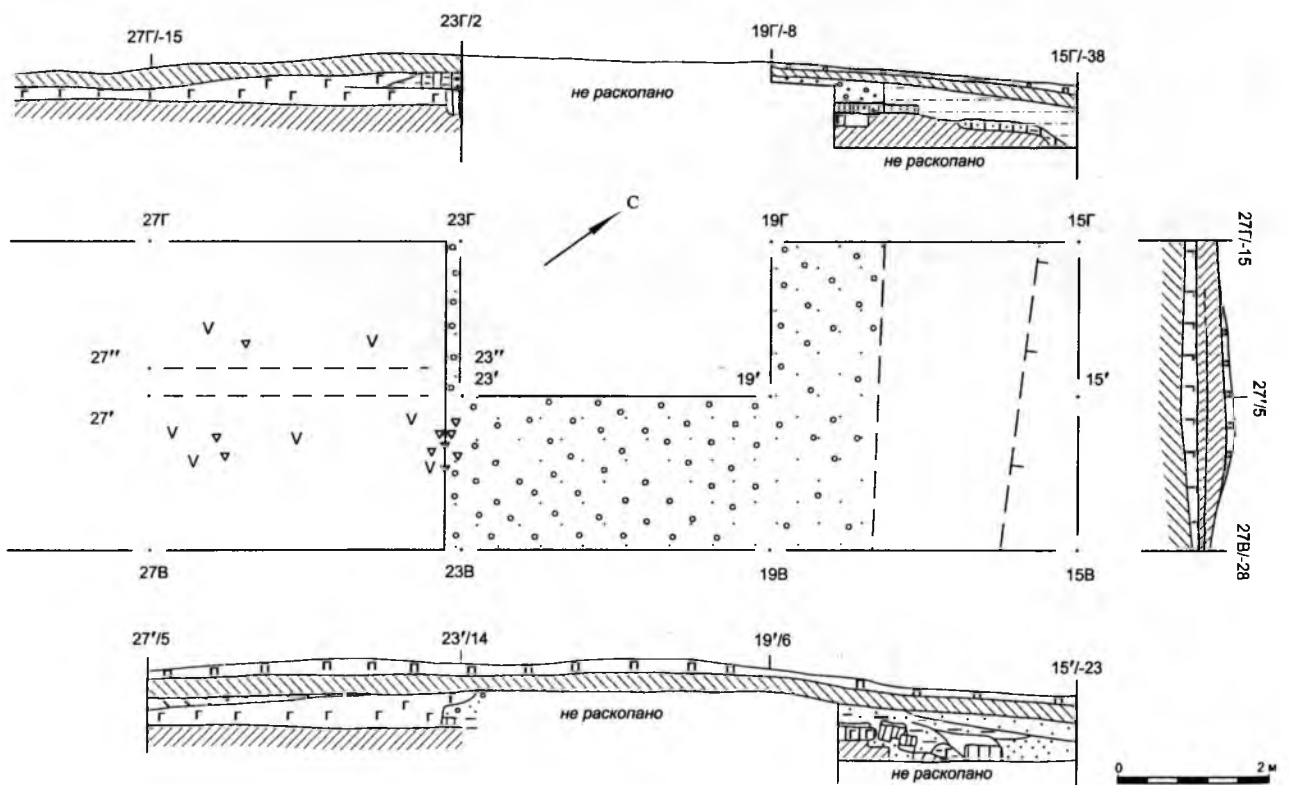 27Г/-15 23Г/2 19Г/-8 15Г/-38
не раскопано
не раскопано
С
27Г 23Г 19Г 15Г
27Г/-15
27'' 23''
23' 19' 15'
27'
27'/5
27В 23В 19В 15В
27В/-28
27'/5 23'/14 19'/6 15'/-23
не раскопано
не раскопано
0 2 м